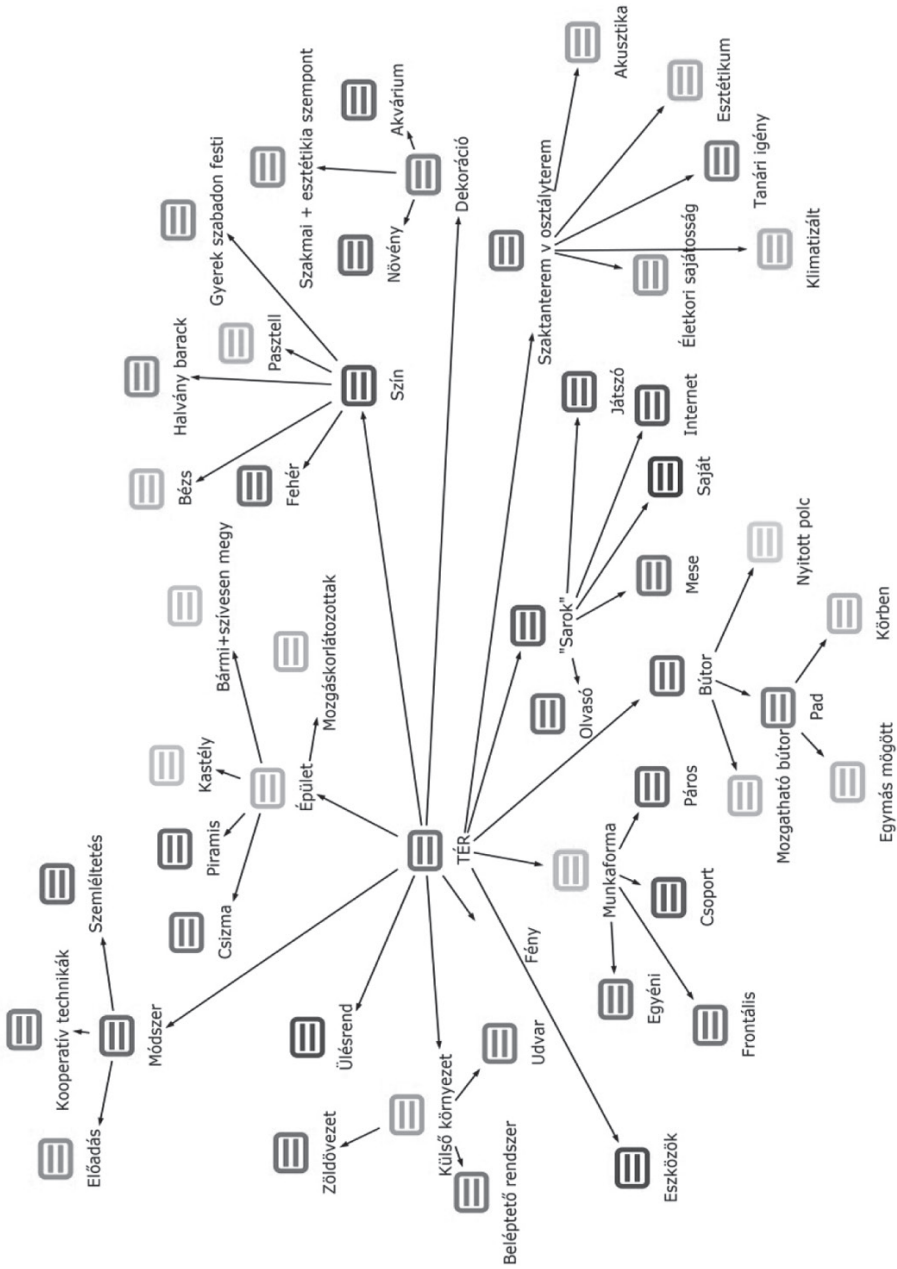 Előadás
Kooperatív technikák
Szemléltetés
Módszer
Csizma
Piramis
Kastély
Bármi+szívesen megy
Mozgáskorlátozottak
Épület
Bézs
Halvány barack
Pasztell
Gyerek szabadon festi
Fehér
Szín
Szakmai + esztétikia szempont
Növény
Akvárium
Dekoráció
Zöldövezet
Ülésrend
Külső környezet
Beléptető rendszer
Udvar
TÉR
Fény
Szaktanterem v osztályterem
Akusztika
Esztétikum
Tanári igény
Klimatizált
Életkori sajátosság
"Sarok"
Olvasó
Mese
Saját
Internet
Játszó
Eszközök
Munkaforma
Egyéni
Frontális
Csoport
Páros
Bútor
Mozgatható bútor
Pad
Nyitott polc
Egymás mögött
Körben